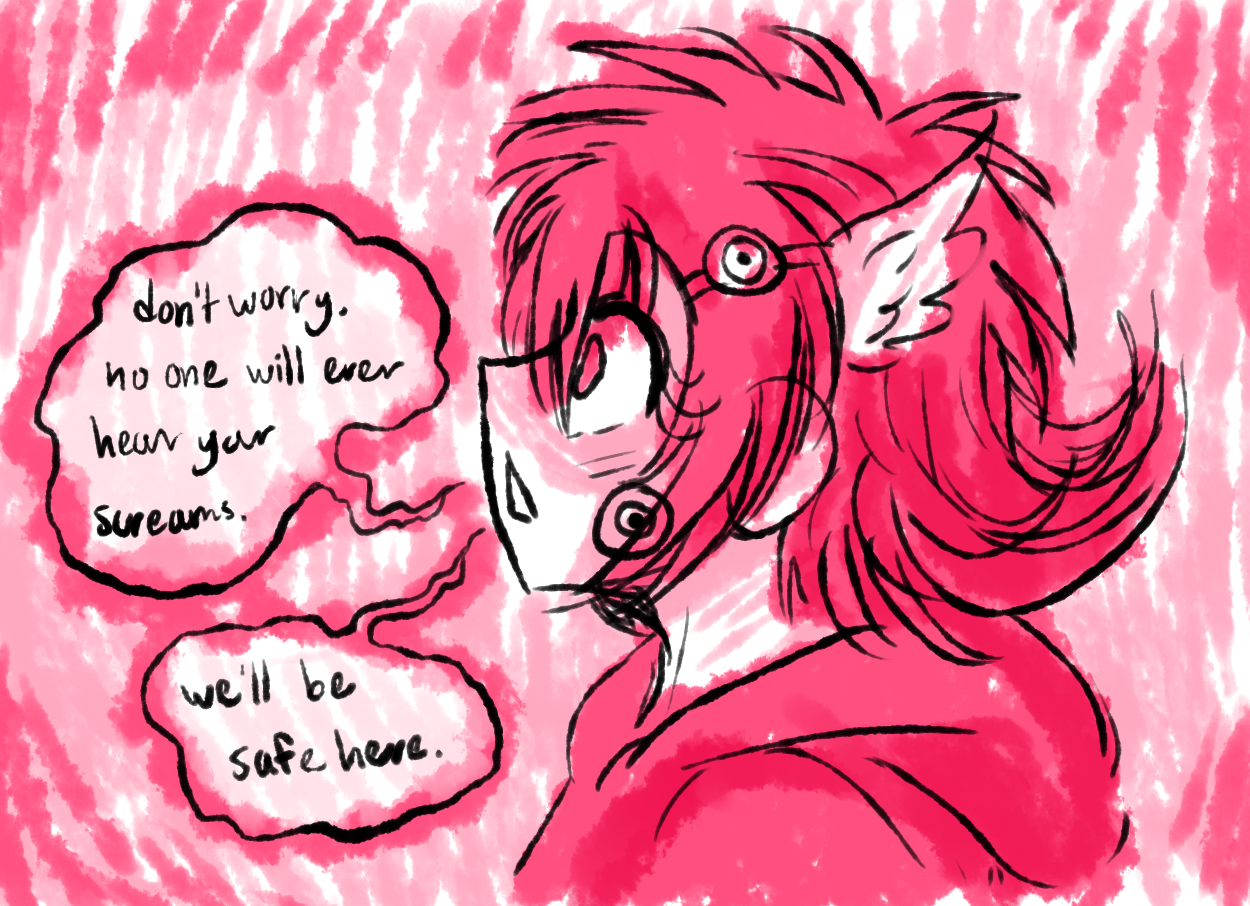 don't worry.
no one will ever
hear your
screams.
we'll be
safe here.